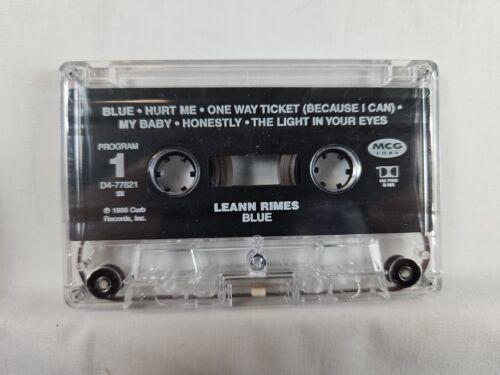 BLUE • HURT ME • ONE WAY TICKET (BECAUSE I CAN) •
MY BABY • HONESTLY • THE LIGHT IN YOUR EYES
PROGRAM
1
D4-77821
MCG
CURB
© 1996 Curb
Records, Inc.
LEANN RIMES
BLUE